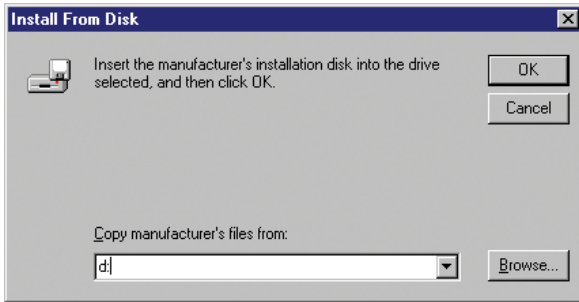 Install From Disk
Insert the manufacturer's installation disk into the drive
selected, and then click OK.
OK
Cancel
Copy manufacturer's files from:
d:
Browse...